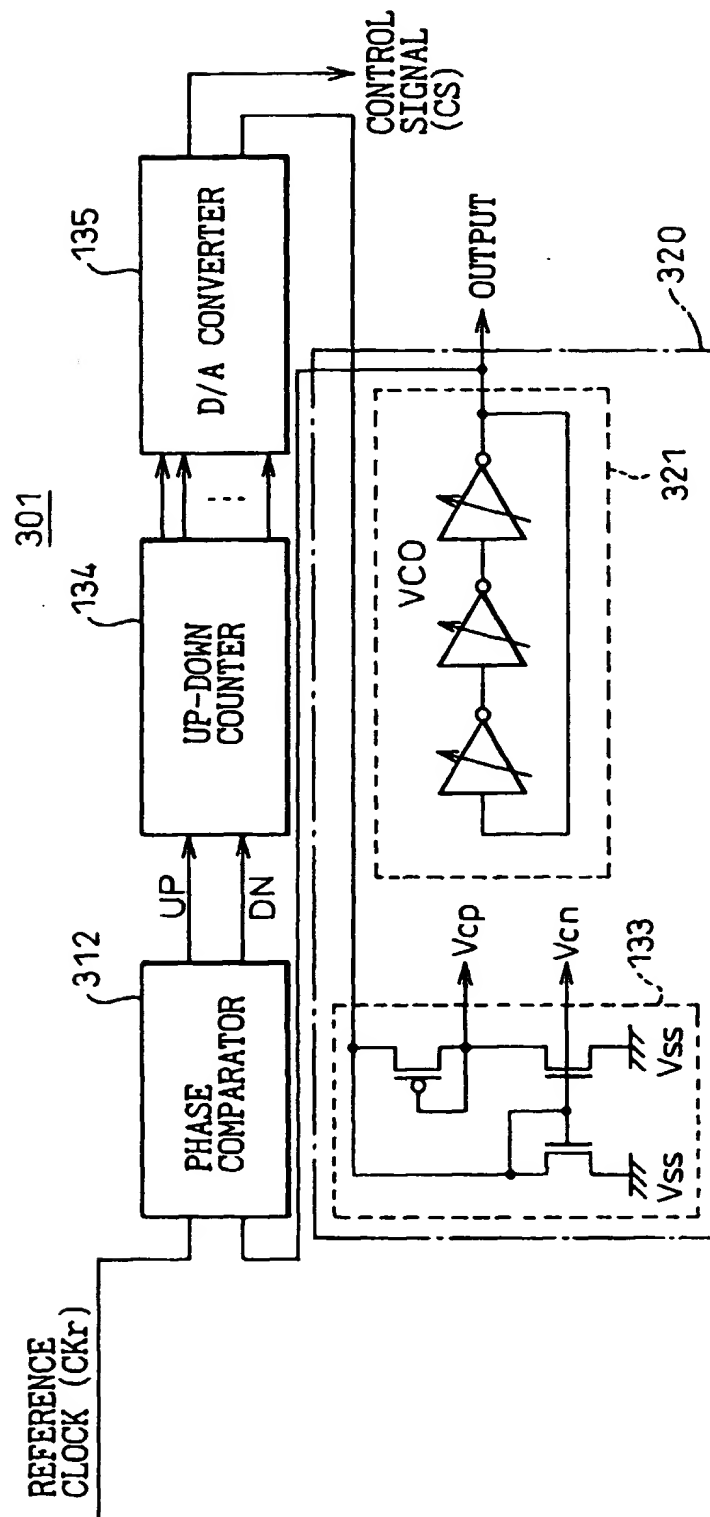 301
REFERENCE
CLOCK (CKr)
312
PHASE
COMPARATOR
UP
DN
134
UP-DOWN
COUNTER
...
135
D/A CONVERTER
CONTROL
SIGNAL
(CS)
133
Vcp
Vcn
Vss
Vss
VCO
321
OUTPUT
320